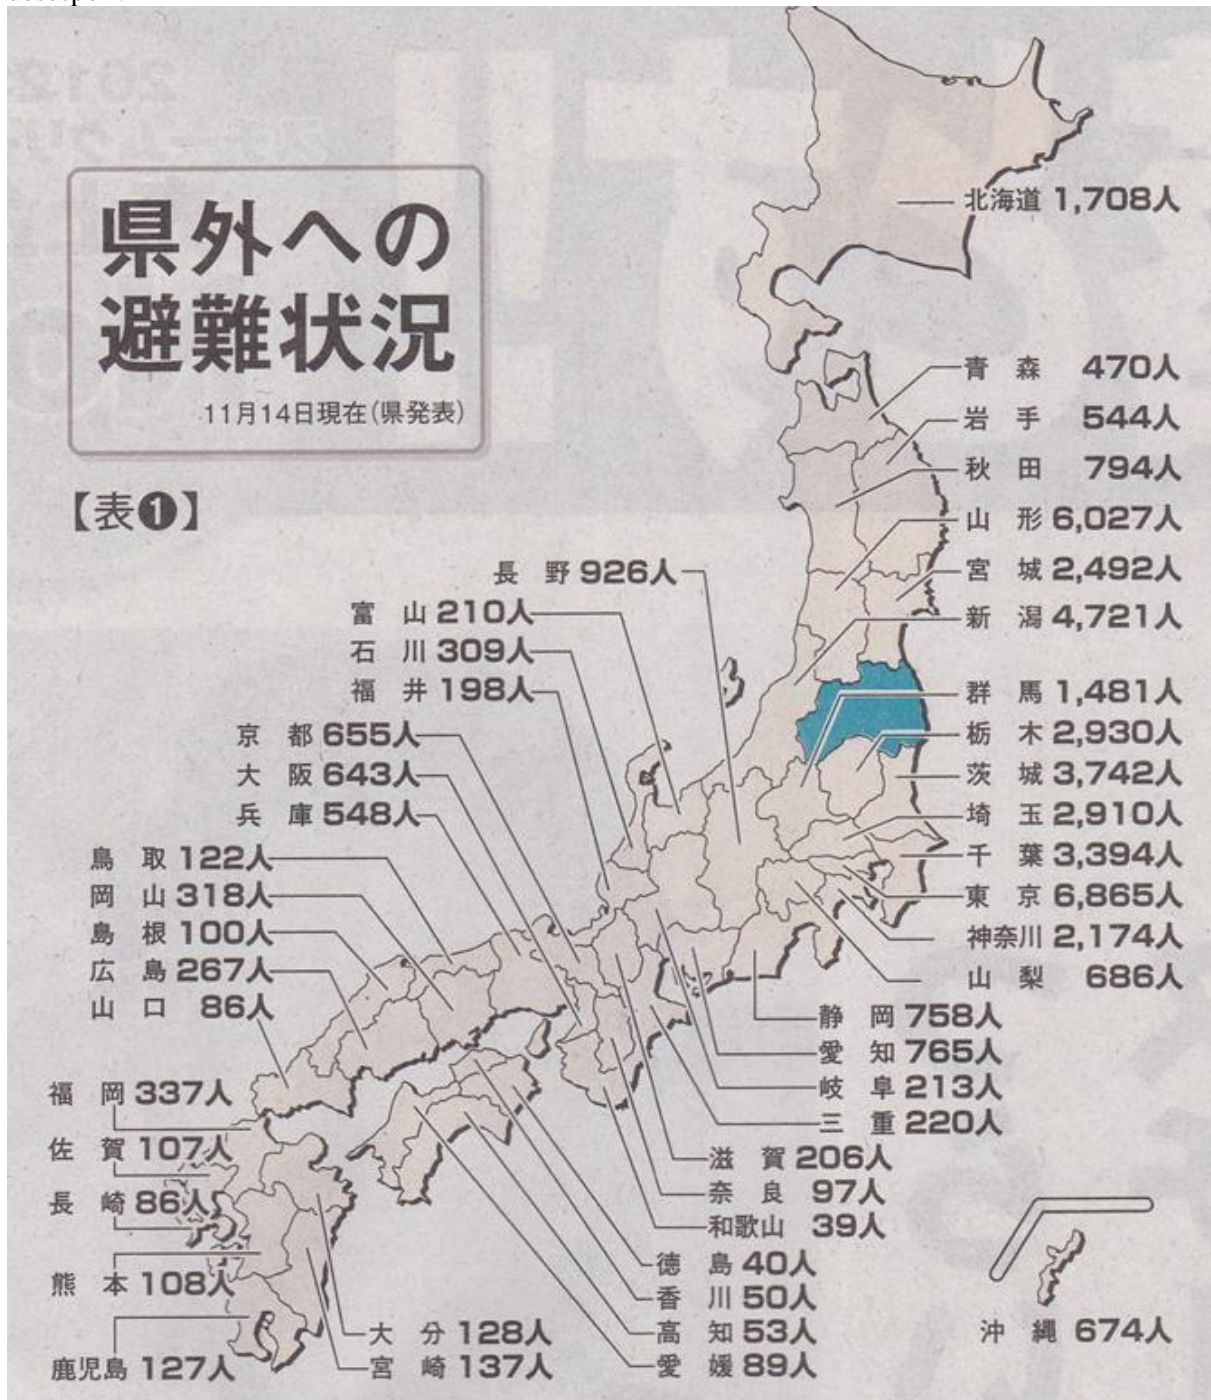 県外への
避難状況
11月14日現在(県発表)
【表❶】
北海道 1,708人
青森 470人
岩手 544人
秋田 794人
山形 6,027人
宮城 2,492人
新潟 4,721人
群馬 1,481人
栃木 2,930人
茨城 3,742人
埼玉 2,910人
千葉 3,394人
東京 6,865人
神奈川 2,174人
山梨 686人
長野 926人
富山 210人
石川 309人
福井 198人
京都 655人
大阪 643人
兵庫 548人
鳥取 122人
岡山 318人
島根 100人
広島 267人
山口 86人
静岡 758人
愛知 765人
岐阜 213人
三重 220人
滋賀 206人
奈良 97人
和歌山 39人
徳島 40人
香川 50人
高知 53人
愛媛 89人
福岡 337人
佐賀 107人
長崎 86人
熊本 108人
鹿児島 127人
大分 128人
宮崎 137人
沖縄 674人